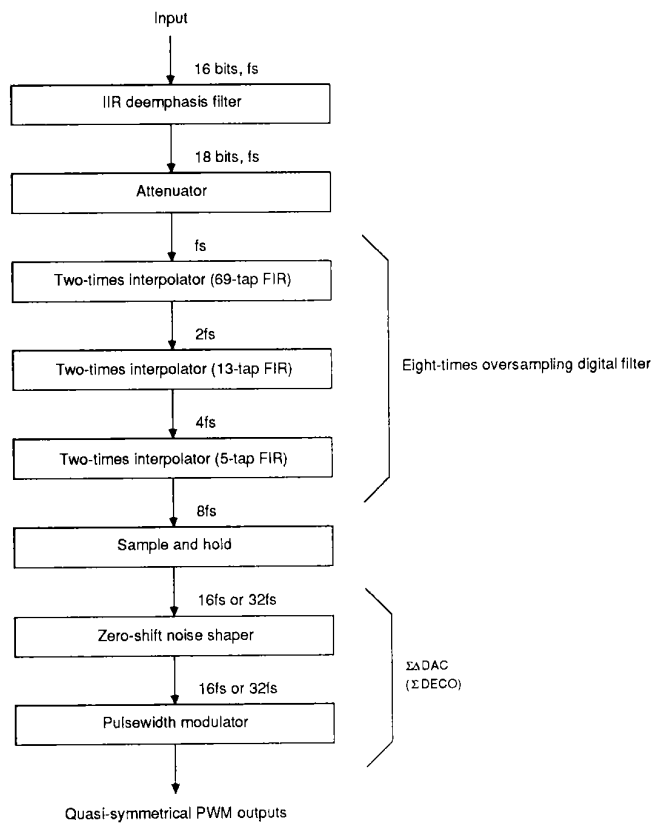 Input
16 bits, fs
IIR deemphasis filter
18 bits, fs
Attenuator
fs
Two-times interpolator (69-tap FIR)
2fs
Two-times interpolator (13-tap FIR)
Eight-times oversampling digital filter
4fs
Two-times interpolator (5-tap FIR)
8fs
Sample and hold
16fs or 32fs
Zero-shift noise shaper
ΣΔDAC
(ΣDECO)
16fs or 32fs
Pulsewidth modulator
Quasi-symmetrical PWM outputs